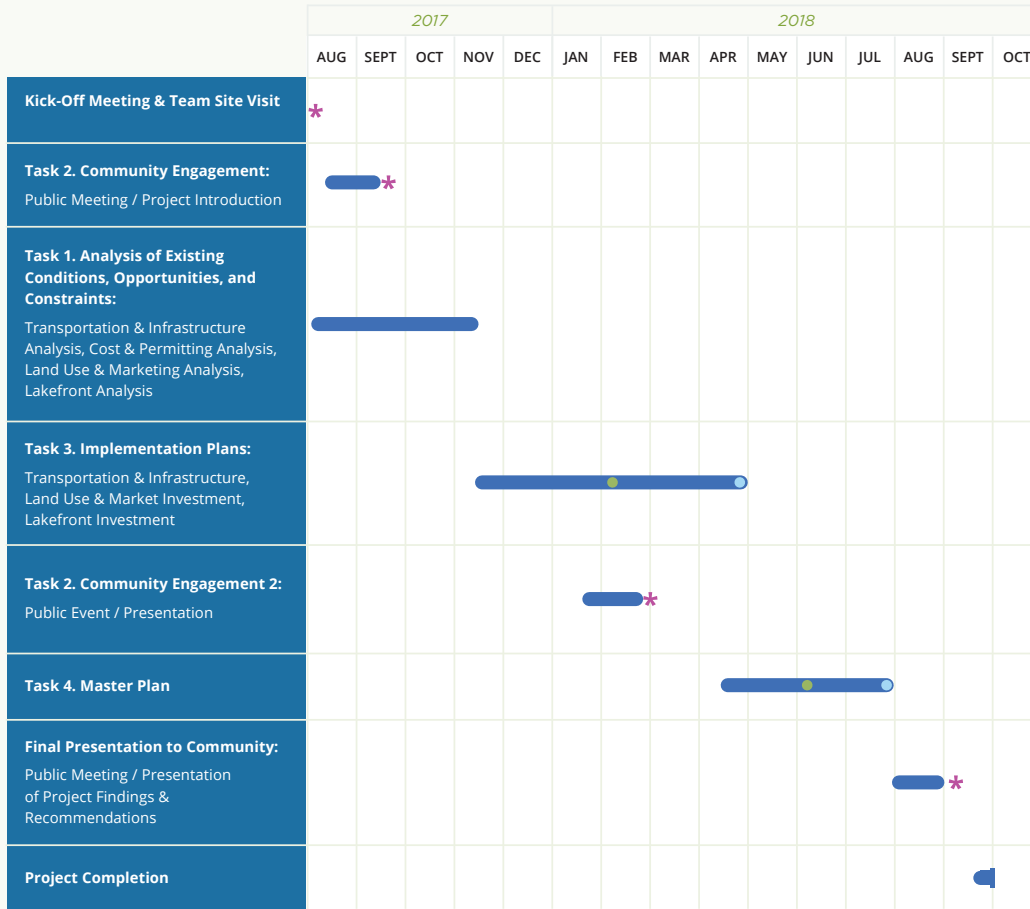 2017 2018
AUG SEPT OCT NOV DEC JAN FEB MAR APR MAY JUN JUL AUG SEPT OCT
Kick-Off Meeting & Team Site Visit
*
Task 2. Community Engagement:
Public Meeting / Project Introduction
*
Task 1. Analysis of Existing
Conditions, Opportunities, and
Constraints:
Transportation & Infrastructure
Analysis, Cost & Permitting Analysis,
Land Use & Marketing Analysis,
Lakefront Analysis
Task 3. Implementation Plans:
Transportation & Infrastructure,
Land Use & Market Investment,
Lakefront Investment
Task 2. Community Engagement 2:
Public Event / Presentation
*
Task 4. Master Plan
Final Presentation to Community:
Public Meeting / Presentation
of Project Findings &
Recommendations
*
Project Completion